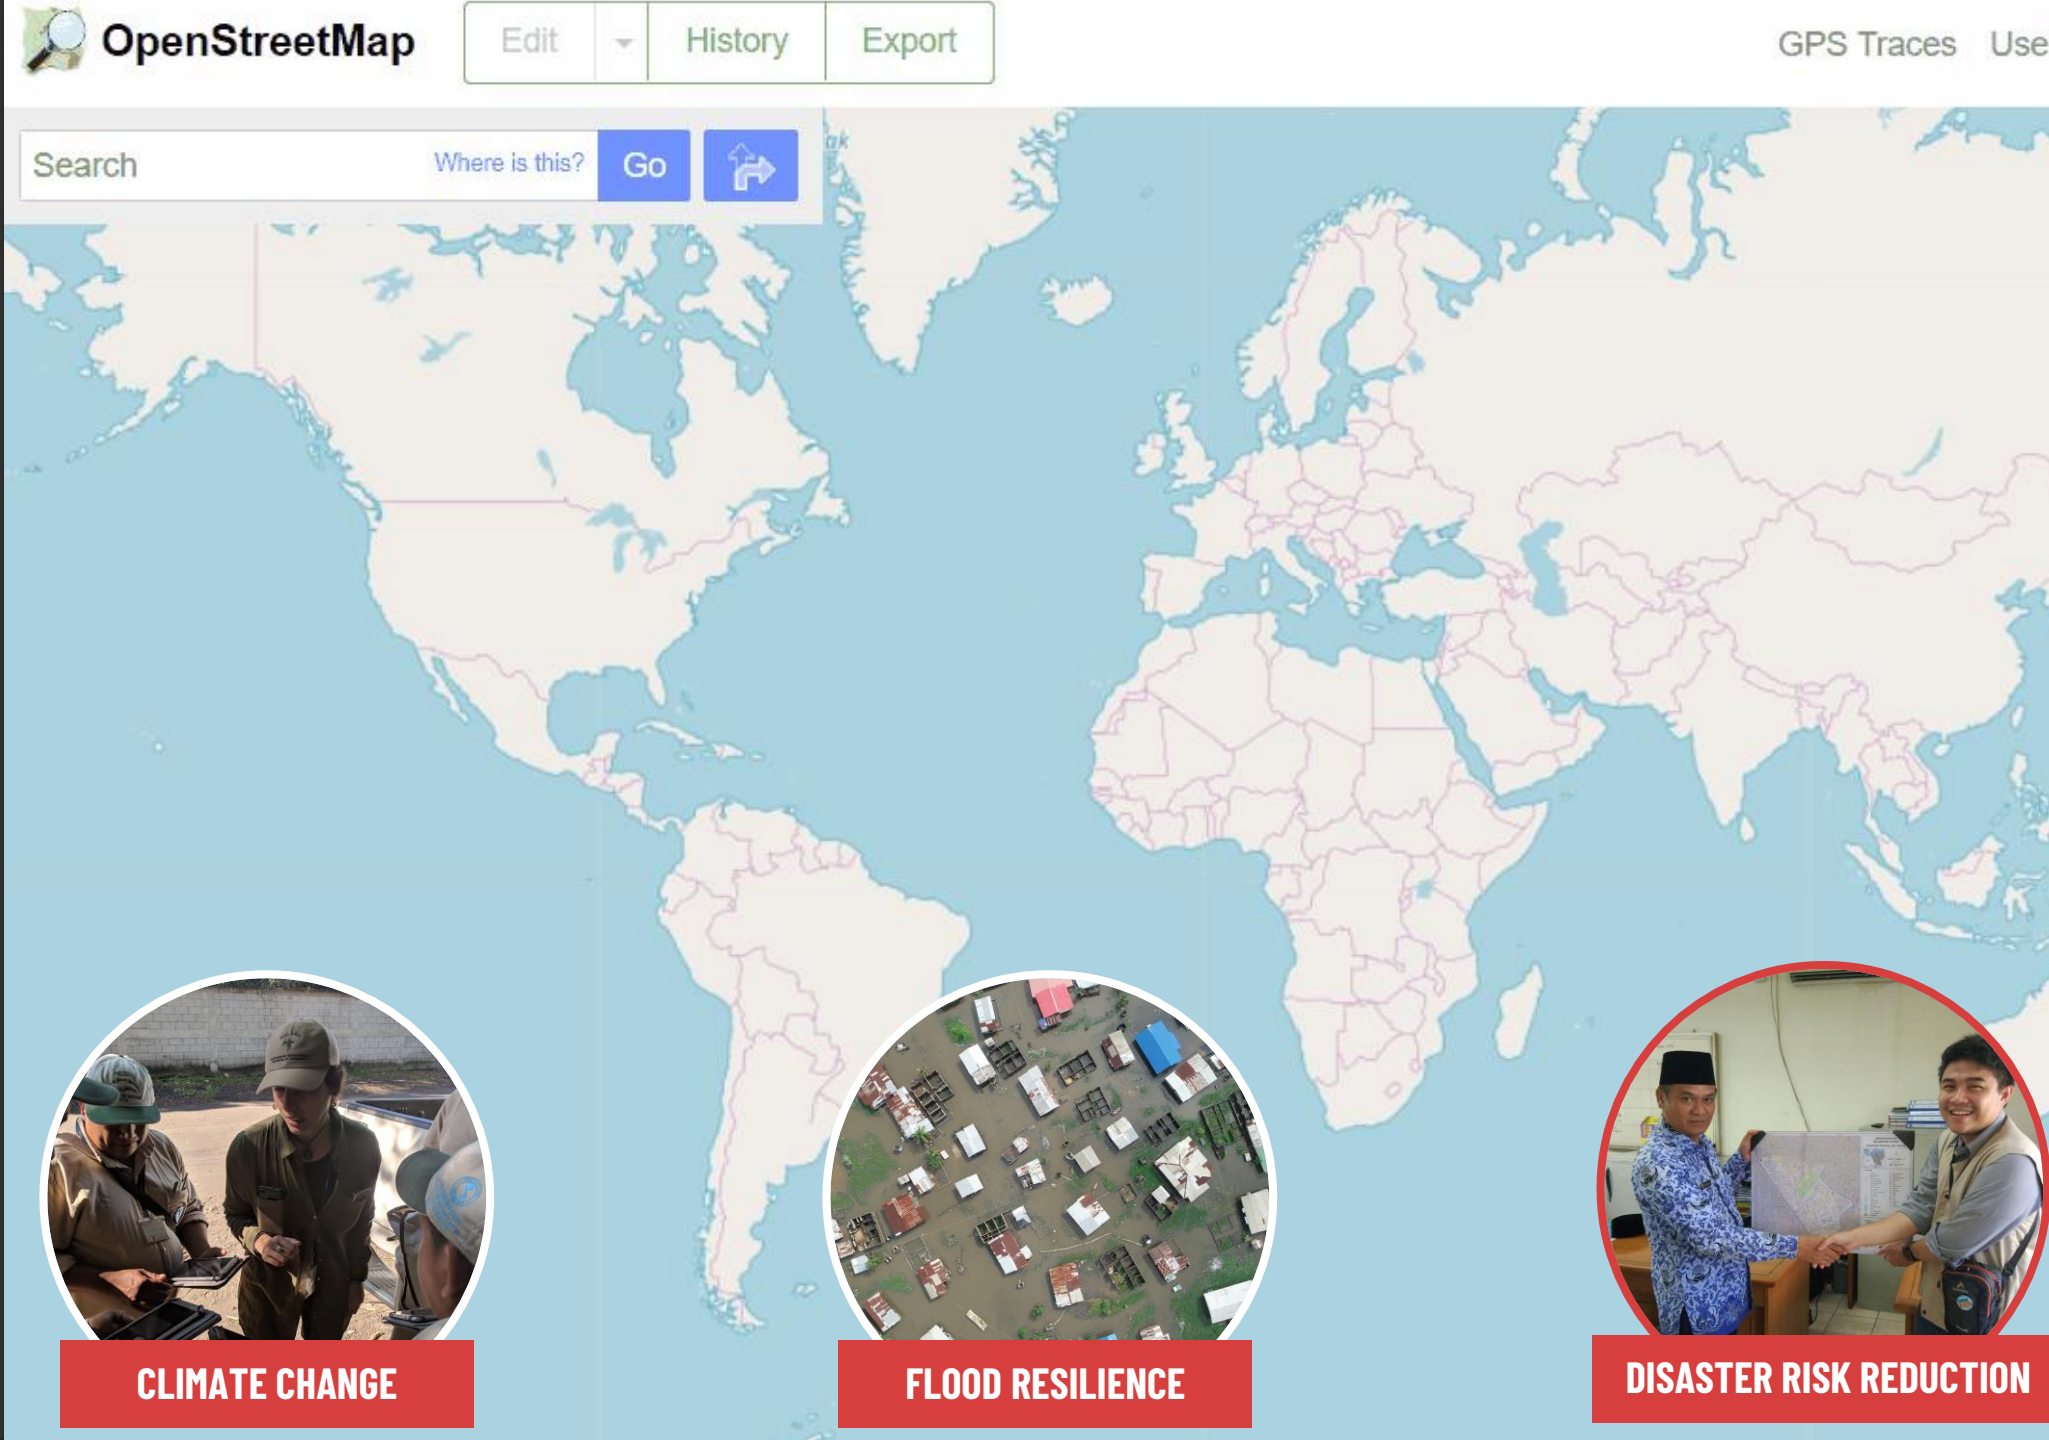 OpenStreetMap
Edit
History
Export
GPS Traces
Use
Search
Where is this?
Go
ak
CLIMATE CHANGE
FLOOD RESILIENCE
DISASTER RISK REDUCTION